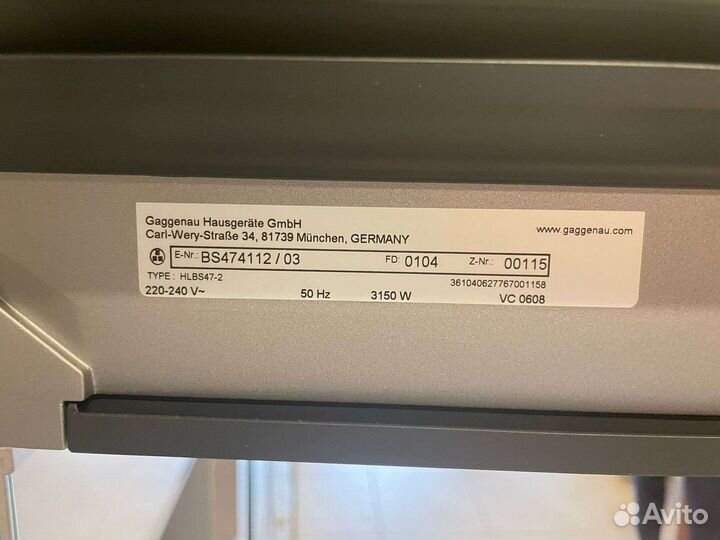 Gaggenau Hausgeräte GmbH
Carl-Wery-Straße 34, 81739 München, GERMANY
www.gaggenau.com
E-Nr.: BS474112 / 03 FD: 0104 Z-Nr.: 00115
TYPE : HLBS47-2 361040627767001158
220-240 V~ 50 Hz 3150 W VC 0608
Avito